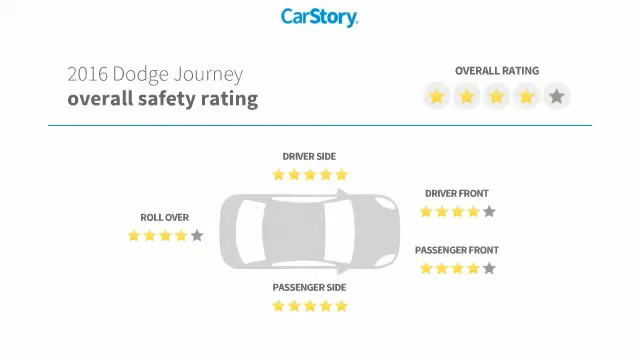 CarStory
2016 Dodge Journey
overall safety rating
OVERALL RATING
DRIVER SIDE
DRIVER FRONT
ROLL OVER
PASSENGER FRONT
PASSENGER SIDE